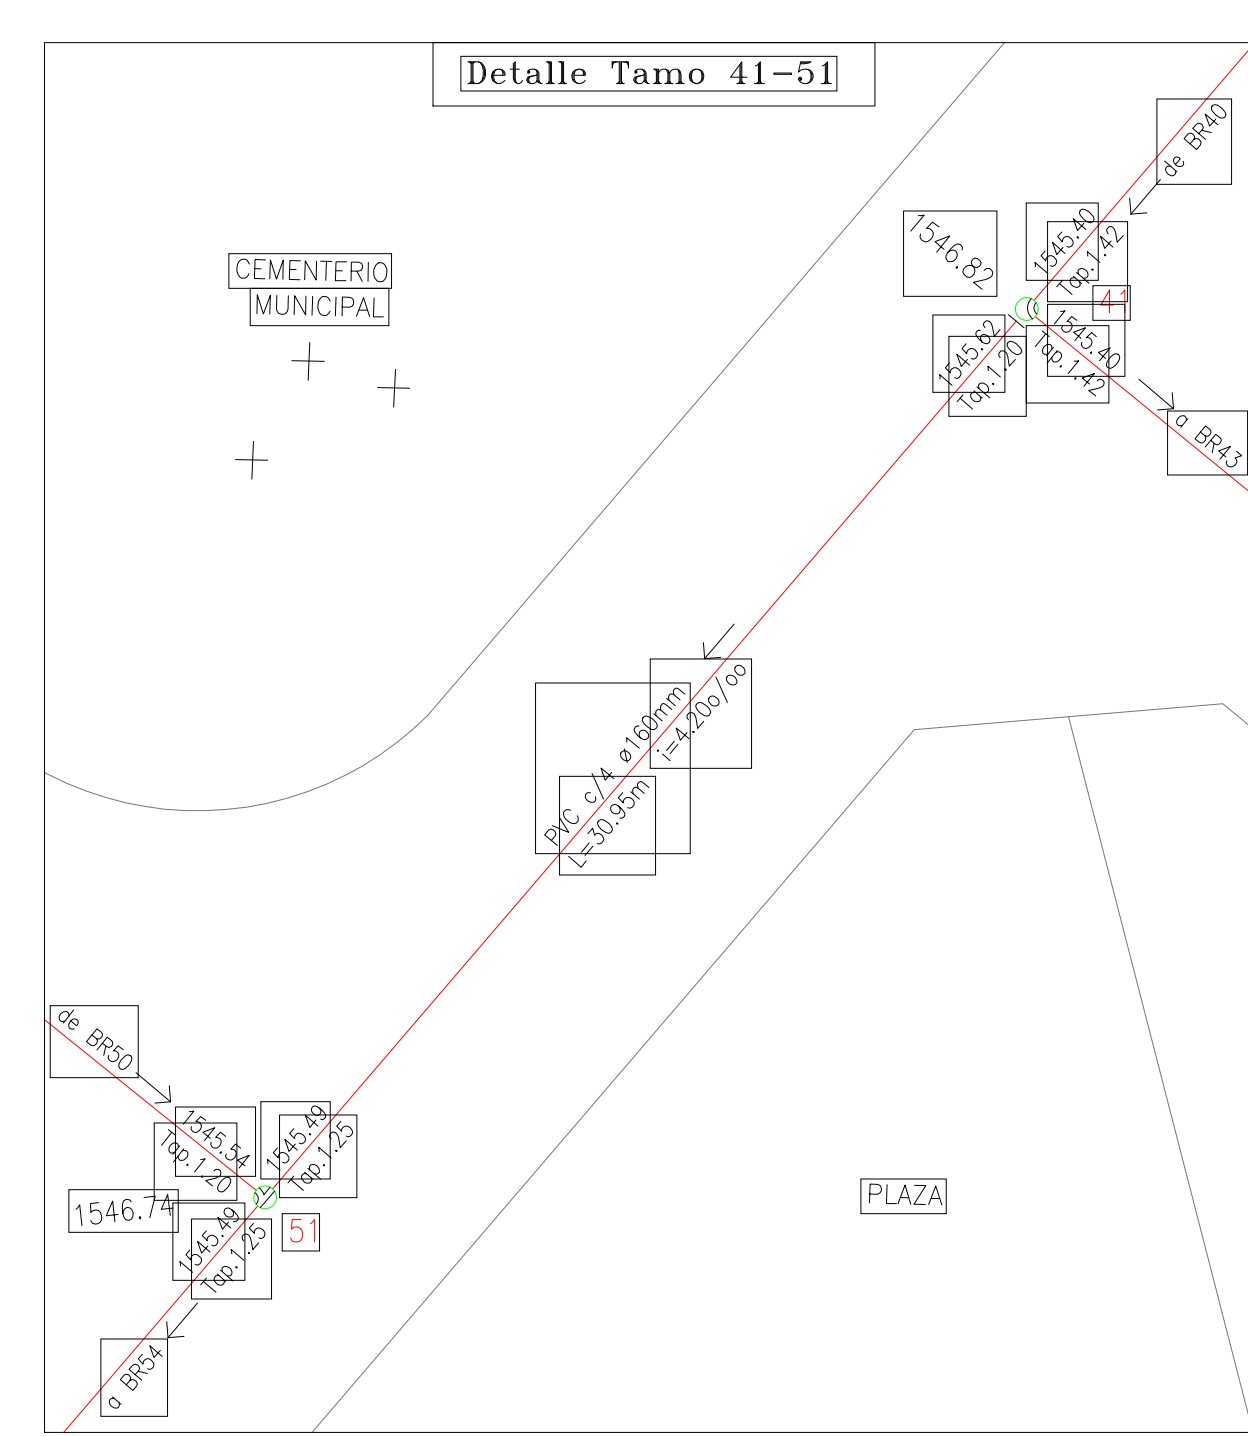 Detalle Tamo 41-51
de BR40
1546.82
1545.40
Tap.1.42
CEMENTERIO
MUNICIPAL
41
1545.62
Tap.1.20
1545.40
Tap.1.42
a BR43
i=4.20o/oo
PVC c/4 ø160mm
L=30.95m
de BR50
1545.54
Tap.1.20
1545.49
Tap.1.25
1546.74
PLAZA
51
1545.49
Tap.1.25
a BR54